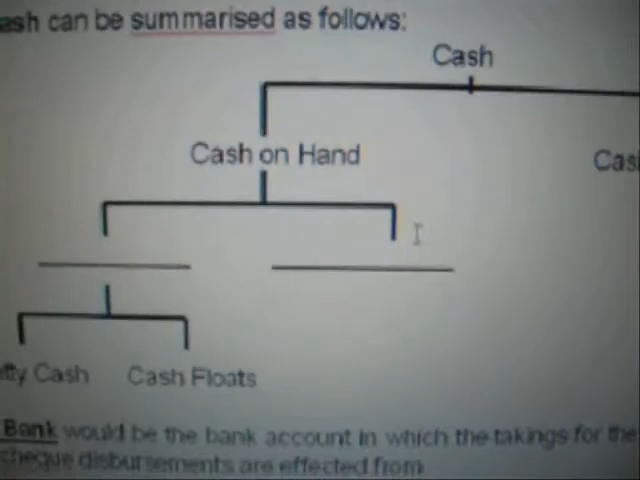 ash can be summarised as follows:
Cash
Cash on Hand
Cas
tty Cash Cash Floats
Bank would be the bank account in which the takings for the
cheque disbursements are effected from